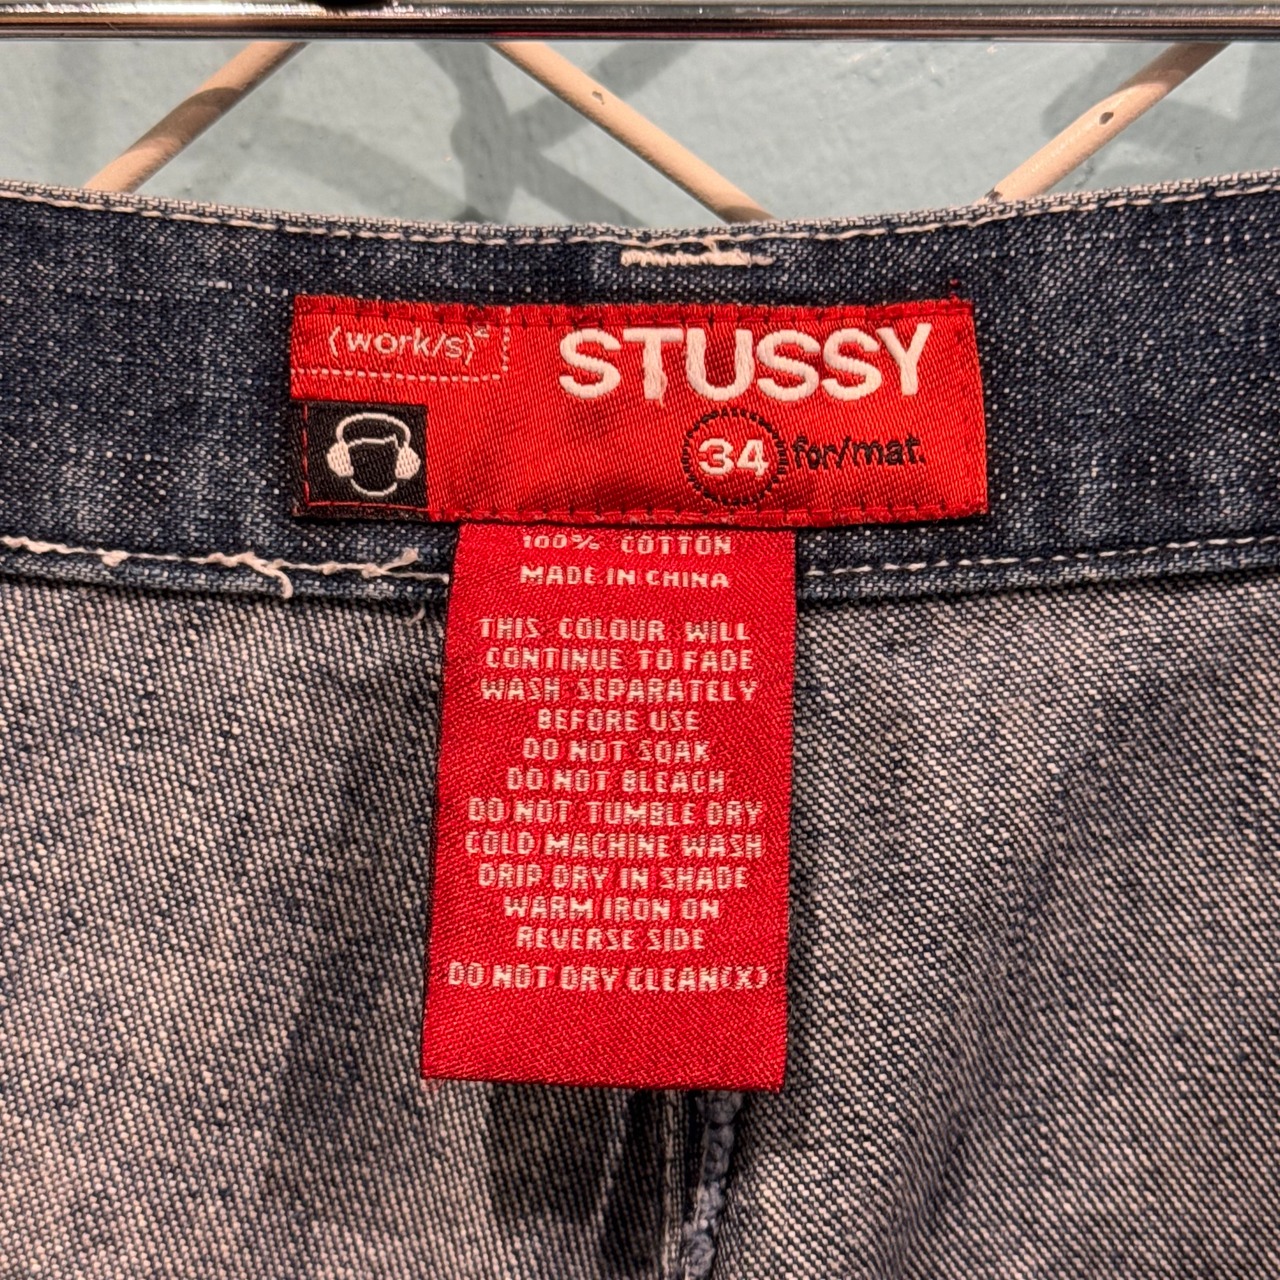 (work/s)²
STUSSY
34 for/mat.
100% COTTON
MADE IN CHINA
THIS COLOUR WILL
CONTINUE TO FADE
WASH SEPARATELY
BEFORE USE
DO NOT SOAK
DO NOT BLEACH
DO NOT TUMBLE DRY
COLD MACHINE WASH
DRIP DRY IN SHADE
WARM IRON ON
REVERSE SIDE
DO NOT DRY CLEAN(X)